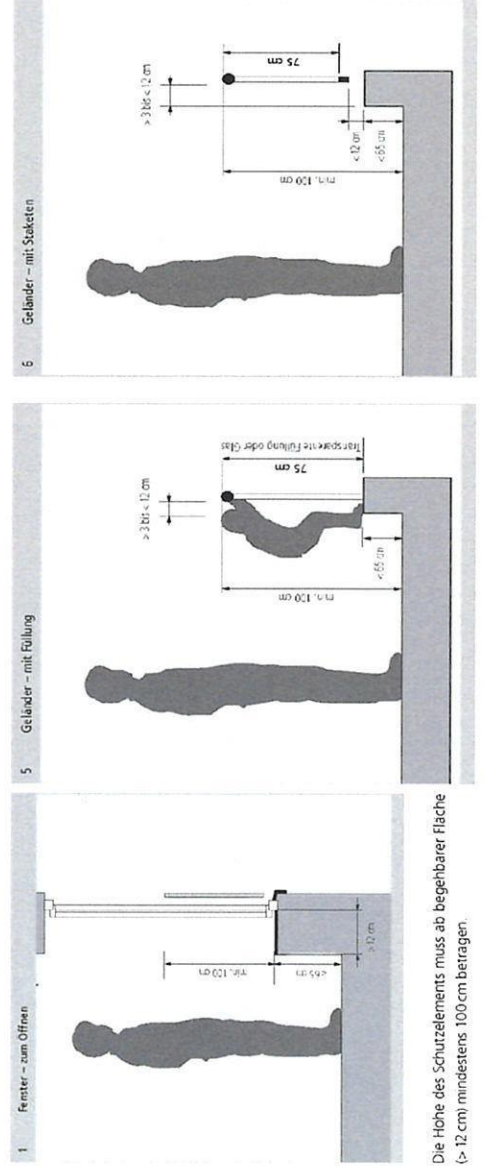 1 Fenster – zum Öffnen
min. 100 cm
< 65 cm
> 12 cm
Die Höhe des Schutzelements muss ab begehbarer Fläche
(> 12 cm) mindestens 100 cm betragen.
5 Geländer – mit Füllung
> 3 bis < 12 cm
min. 100 cm
75 cm
Transparente Füllung oder Glas
< 65 cm
6 Geländer – mit Staketen
> 3 bis < 12 cm
75 cm
min. 100 cm
< 12 cm
< 65 cm